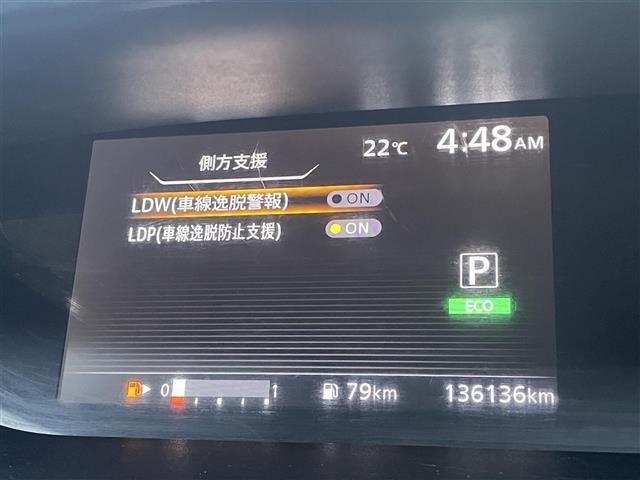 側方支援
22℃
4:48AM
LDW(車線逸脱警報)
ON
LDP(車線逸脱防止支援)
ON
P
ECO
0
1
79km
136136km